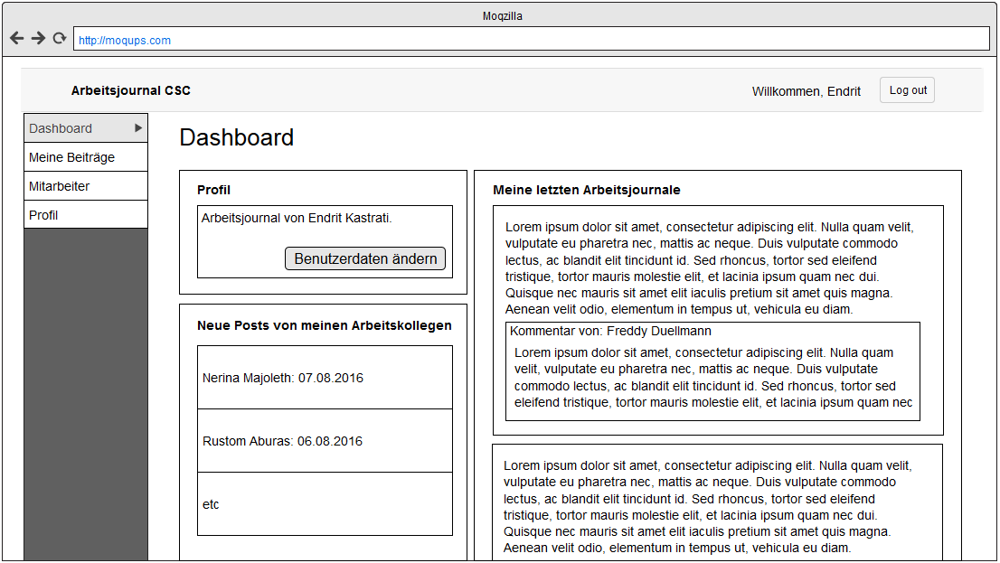 Moqzilla
http://moqups.com
Arbeitsjournal CSC
Willkommen, Endrit
Log out
Dashboard
Meine Beiträge
Mitarbeiter
Profil
Dashboard
Profil
Arbeitsjournal von Endrit Kastrati.
Benutzerdaten ändern
Neue Posts von meinen Arbeitskollegen
Nerina Majoleth: 07.08.2016
Rustom Aburas: 06.08.2016
etc
Meine letzten Arbeitsjournale
Lorem ipsum dolor sit amet, consectetur adipiscing elit. Nulla quam velit,
vulputate eu pharetra nec, mattis ac neque. Duis vulputate commodo
lectus, ac blandit elit tincidunt id. Sed rhoncus, tortor sed eleifend
tristique, tortor mauris molestie elit, et lacinia ipsum quam nec dui.
Quisque nec mauris sit amet elit iaculis pretium sit amet quis magna.
Aenean velit odio, elementum in tempus ut, vehicula eu diam.
Kommentar von: Freddy Duellmann
Lorem ipsum dolor sit amet, consectetur adipiscing elit. Nulla quam
velit, vulputate eu pharetra nec, mattis ac neque. Duis vulputate
commodo lectus, ac blandit elit tincidunt id. Sed rhoncus, tortor sed
eleifend tristique, tortor mauris molestie elit, et lacinia ipsum quam nec
Lorem ipsum dolor sit amet, consectetur adipiscing elit. Nulla quam velit,
vulputate eu pharetra nec, mattis ac neque. Duis vulputate commodo
lectus, ac blandit elit tincidunt id. Sed rhoncus, tortor sed eleifend
tristique, tortor mauris molestie elit, et lacinia ipsum quam nec dui.
Quisque nec mauris sit amet elit iaculis pretium sit amet quis magna.
Aenean velit odio, elementum in tempus ut, vehicula eu diam.